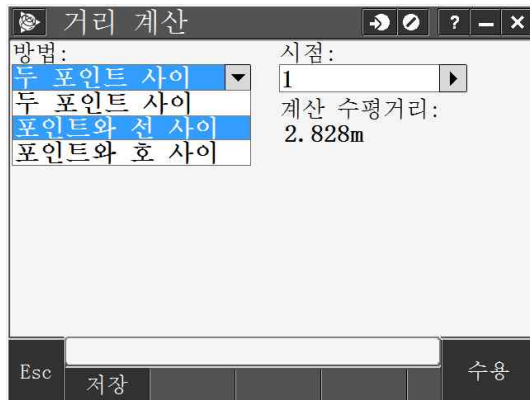 거리 계산
? – ×
방법:
두 포인트 사이
두 포인트 사이
포인트와 선 사이
포인트와 호 사이
시점:
1
계산 수평거리:
2.828m
Esc
저장
수용